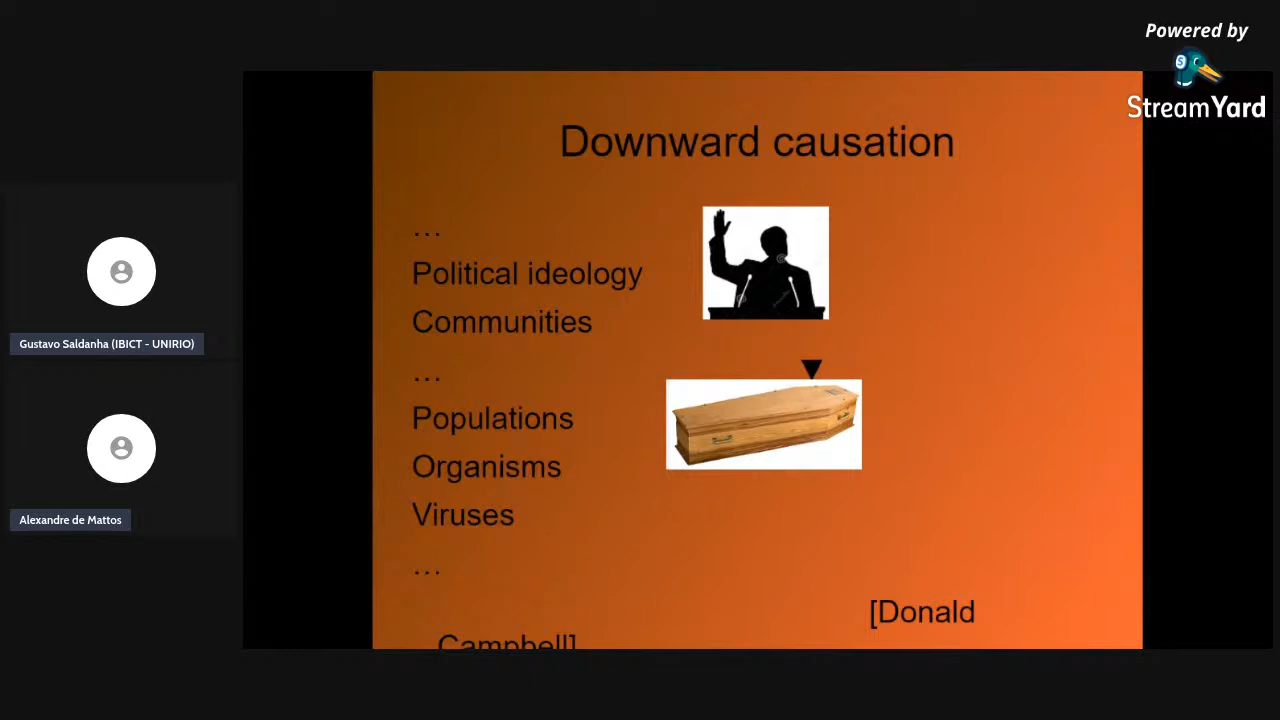 Powered by
StreamYard
Downward causation
...
Political ideology
Communities
...
Populations
Organisms
Viruses
...
[Donald
Campbell]
Gustavo Saldanha (IBICT - UNIRIO)
Alexandre de Mattos